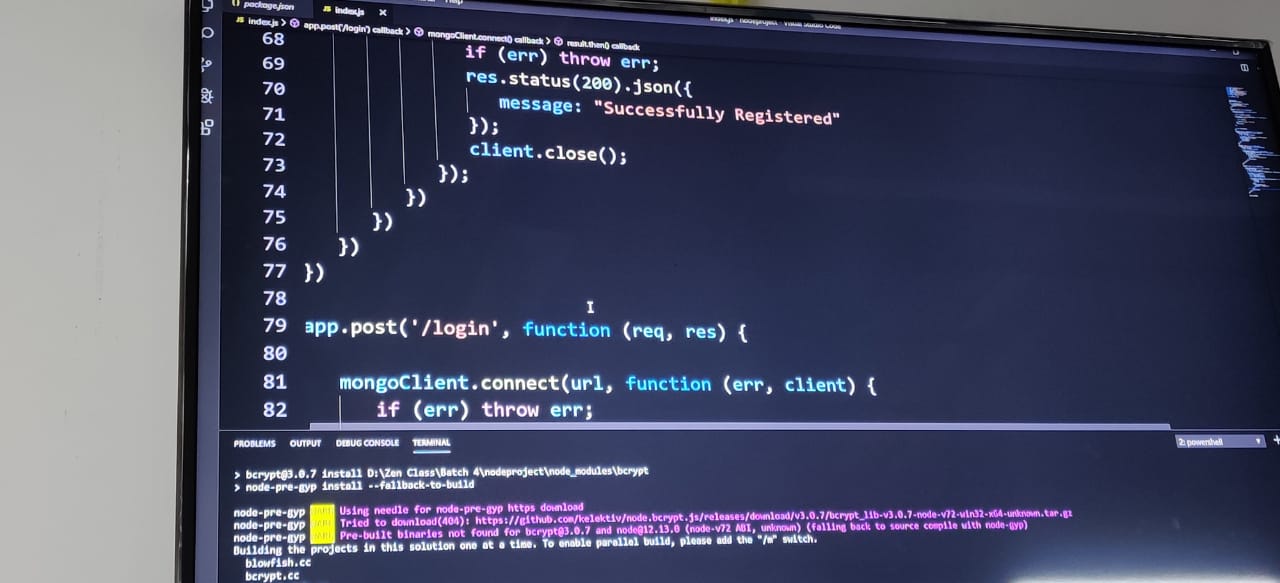 package.json
JS index.js
index.js - nodeproject - Visual Studio Code
JS index.js > app.post('/login') callback > mongoClient.connect() callback > result.then() callback
68 if (err) throw err;
69 res.status(200).json({
70 message: "Successfully Registered"
71 });
72 client.close();
73 });
74 })
75 })
76 })
77 })
78
79 app.post('/login', function (req, res) {
80
81 mongoClient.connect(url, function (err, client) {
82 if (err) throw err;
PROBLEMS OUTPUT DEBUG CONSOLE TERMINAL 2: powershell
> bcrypt@3.0.7 install D:\Zen Class\Batch 4\nodeproject\node_modules\bcrypt
> node-pre-gyp install --fallback-to-build
node-pre-gyp WARN Using needle for node-pre-gyp https download
node-pre-gyp WARN Tried to download(404): https://github.com/kelektiv/node.bcrypt.js/releases/download/v3.0.7/bcrypt_lib-v3.0.7-node-v72-win32-x64-unknown.tar.gz
node-pre-gyp WARN Pre-built binaries not found for bcrypt@3.0.7 and node@12.13.0 (node-v72 ABI, unknown) (falling back to source compile with node-gyp)
Building the projects in this solution one at a time. To enable parallel build, please add the "/m" switch.
blowfish.cc
bcrypt.cc